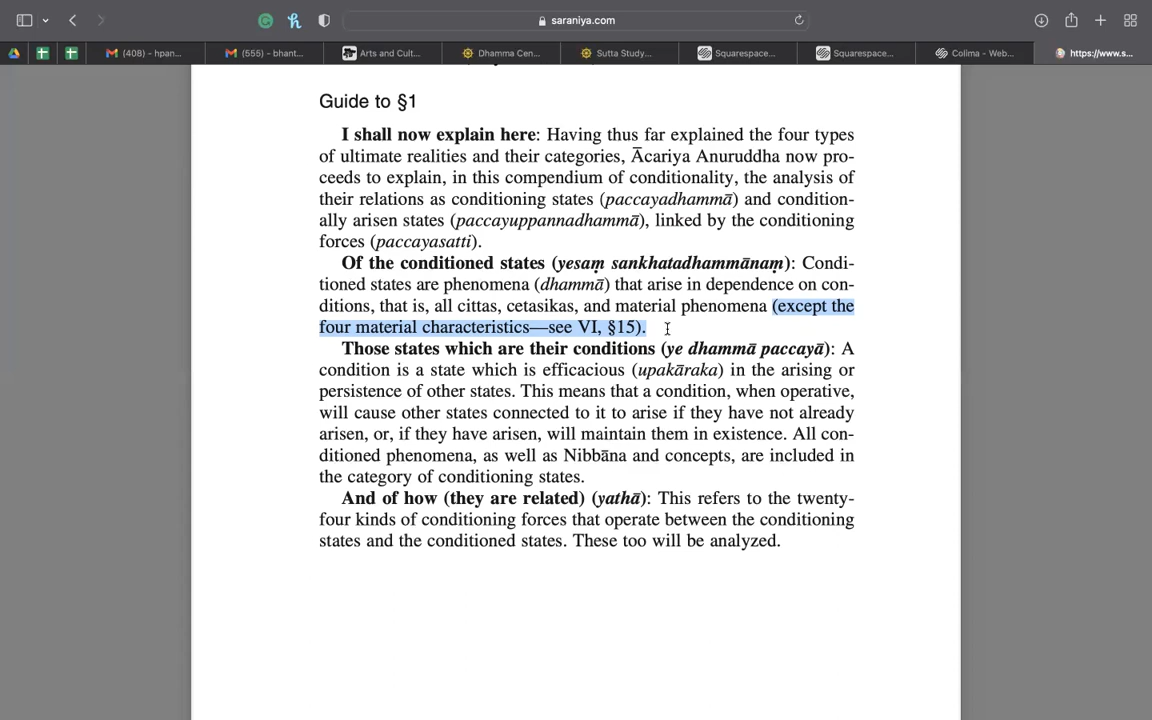 saraniya.com
(408) - hpan...
(555) - bhant...
Arts and Cult...
Dhamma Cen...
Sutta Study...
Squarespace...
Squarespace...
Colima - Web...
https://www.s...
Guide to §1
I shall now explain here: Having thus far explained the four types
of ultimate realities and their categories, Ācariya Anuruddha now pro-
ceeds to explain, in this compendium of conditionality, the analysis of
their relations as conditioning states (paccayadhammā) and condition-
ally arisen states (paccayuppannadhammā), linked by the conditioning
forces (paccayasatti).
Of the conditioned states (yesaṃ sankhatadhammānaṃ): Condi-
tioned states are phenomena (dhammā) that arise in dependence on con-
ditions, that is, all cittas, cetasikas, and material phenomena (except the
four material characteristics—see VI, §15).
Those states which are their conditions (ye dhammā paccayā): A
condition is a state which is efficacious (upakāraka) in the arising or
persistence of other states. This means that a condition, when operative,
will cause other states connected to it to arise if they have not already
arisen, or, if they have arisen, will maintain them in existence. All con-
ditioned phenomena, as well as Nibbāna and concepts, are included in
the category of conditioning states.
And of how (they are related) (yathā): This refers to the twenty-
four kinds of conditioning forces that operate between the conditioning
states and the conditioned states. These too will be analyzed.